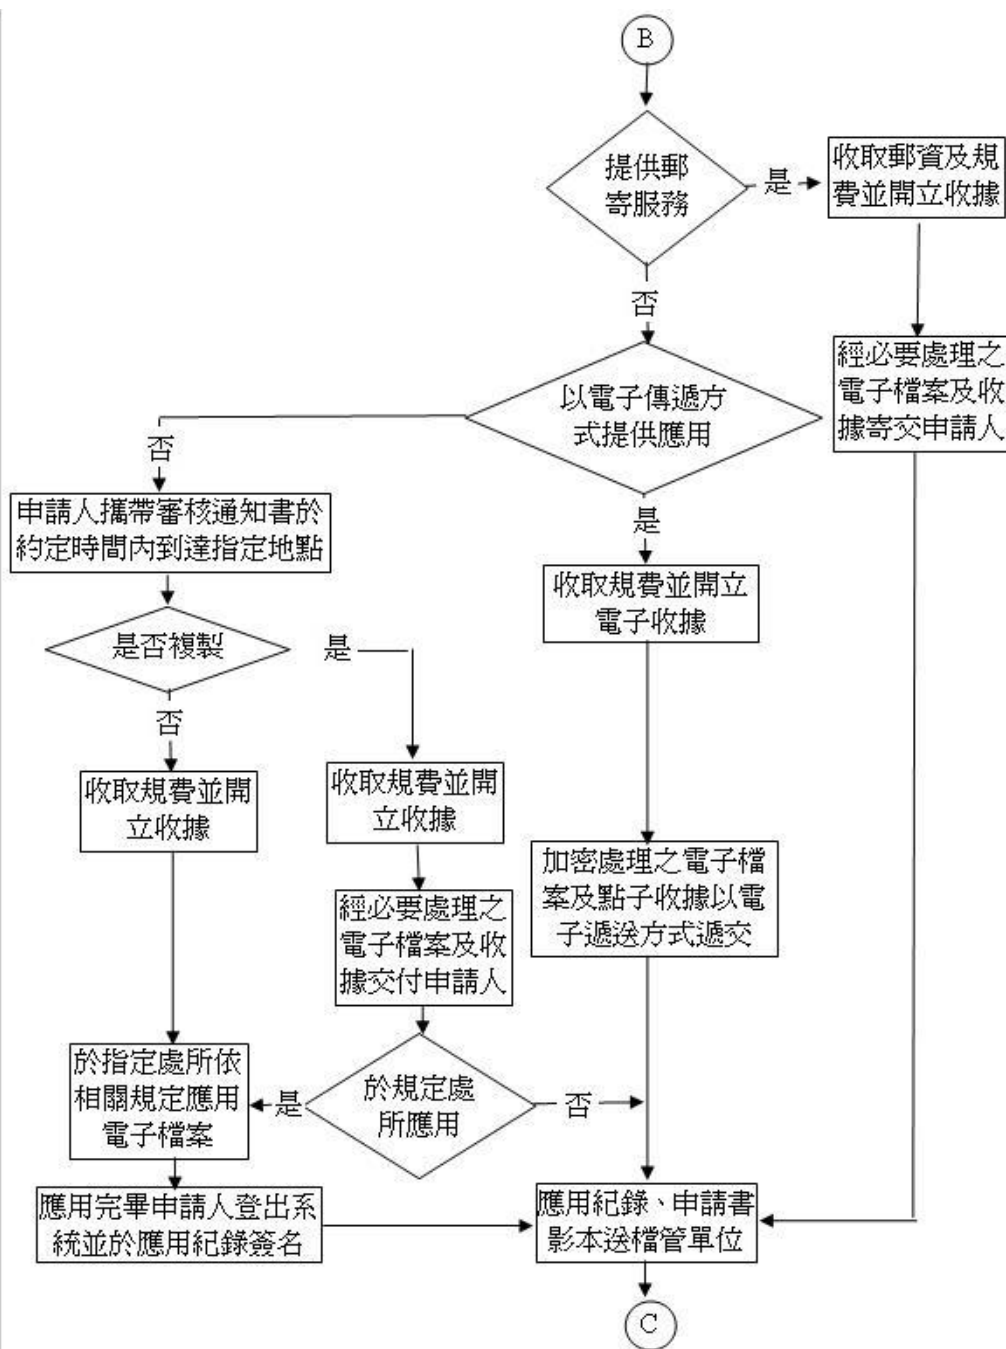 B
提供郵
寄服務
是
收取郵資及規
費並開立收據
否
經必要處理之
電子檔案及收
據寄交申請人
以電子傳遞方
式提供應用
否
是
申請人攜帶審核通知書於
約定時間內到達指定地點
收取規費並開立
電子收據
是否複製
是
否
收取規費並開
立收據
收取規費並開
立收據
加密處理之電子檔
案及點子收據以電
子遞送方式遞交
經必要處理之
電子檔案及收
據交付申請人
於指定處所依
相關規定應用
電子檔案
是
於規定處
所應用
否
應用完畢申請人登出系
統並於應用紀錄簽名
應用紀錄、申請書
影本送檔管單位
C